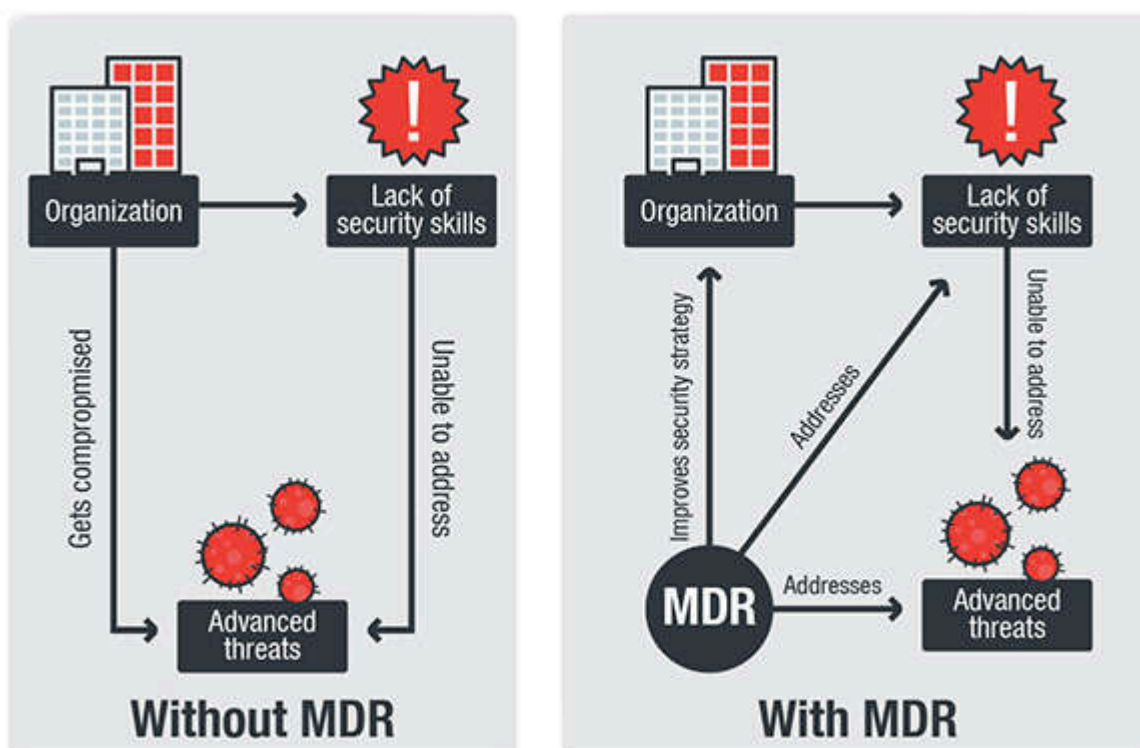 !
Organization
Lack of
security skills
Gets compropmised
Unable to address
Advanced
threats
Without MDR
!
Organization
Lack of
security skills
Improves security strategy
Addresses
Unable to address
MDR
Addresses
Advanced
threats
With MDR